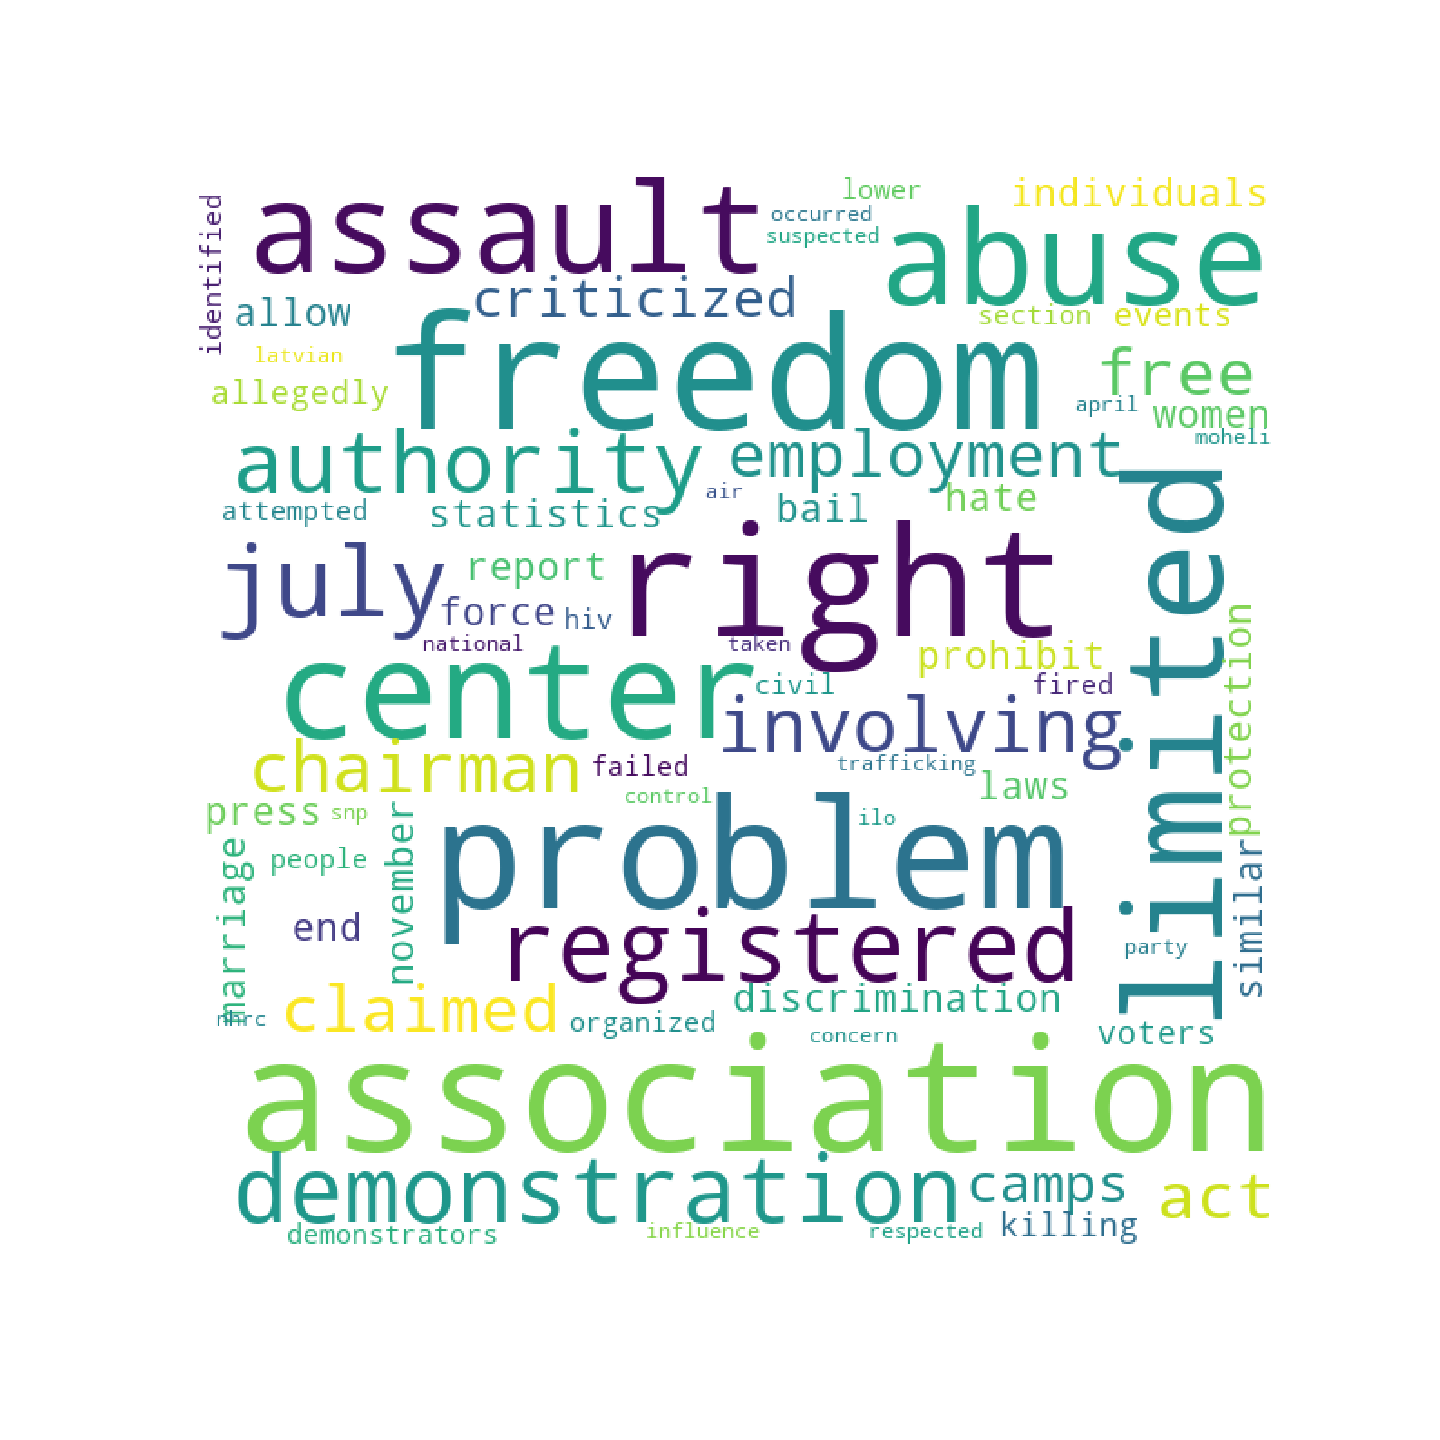 lower
individuals
assault
occurred
suspected
abuse
identified
criticized
allow
section
events
freedom
latvian
free
allegedly
april
women
moheli
authority
employment
limited
air
hate
attempted
statistics
bail
right
july
report
force
hiv
protection
national
taken
prohibit
center
civil
fired
involving
chairman
failed
trafficking
laws
control
press
snp
november
problem
ilo
marriage
people
similar
end
registered
party
claimed
discrimination
nhrc
organized
concern
voters
association
demonstration
camps
act
killing
demonstrators
influence
respected